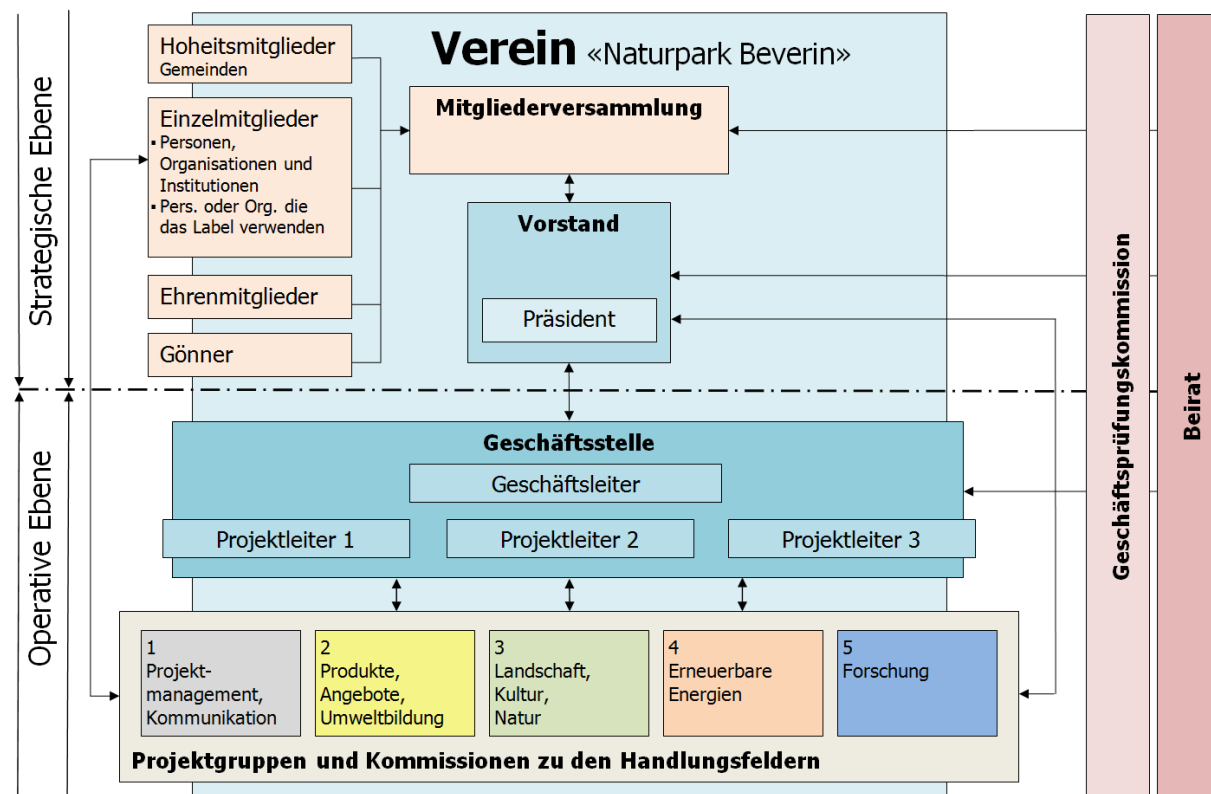 Strategische Ebene
Operative Ebene
Verein «Naturpark Beverin»
Hoheitsmitglieder
Gemeinden
Einzelmitglieder
▪ Personen,
Organisationen und
Institutionen
▪ Pers. oder Org. die
das Label verwenden
Ehrenmitglieder
Gönner
Mitgliederversammlung
Vorstand
Präsident
Geschäftsstelle
Geschäftsleiter
Projektleiter 1
Projektleiter 2
Projektleiter 3
1
Projekt-
management,
Kommunikation
2
Produkte,
Angebote,
Umweltbildung
3
Landschaft,
Kultur,
Natur
4
Erneuerbare
Energien
5
Forschung
Projektgruppen und Kommissionen zu den Handlungsfeldern
Geschäftsprüfungskommission
Beirat